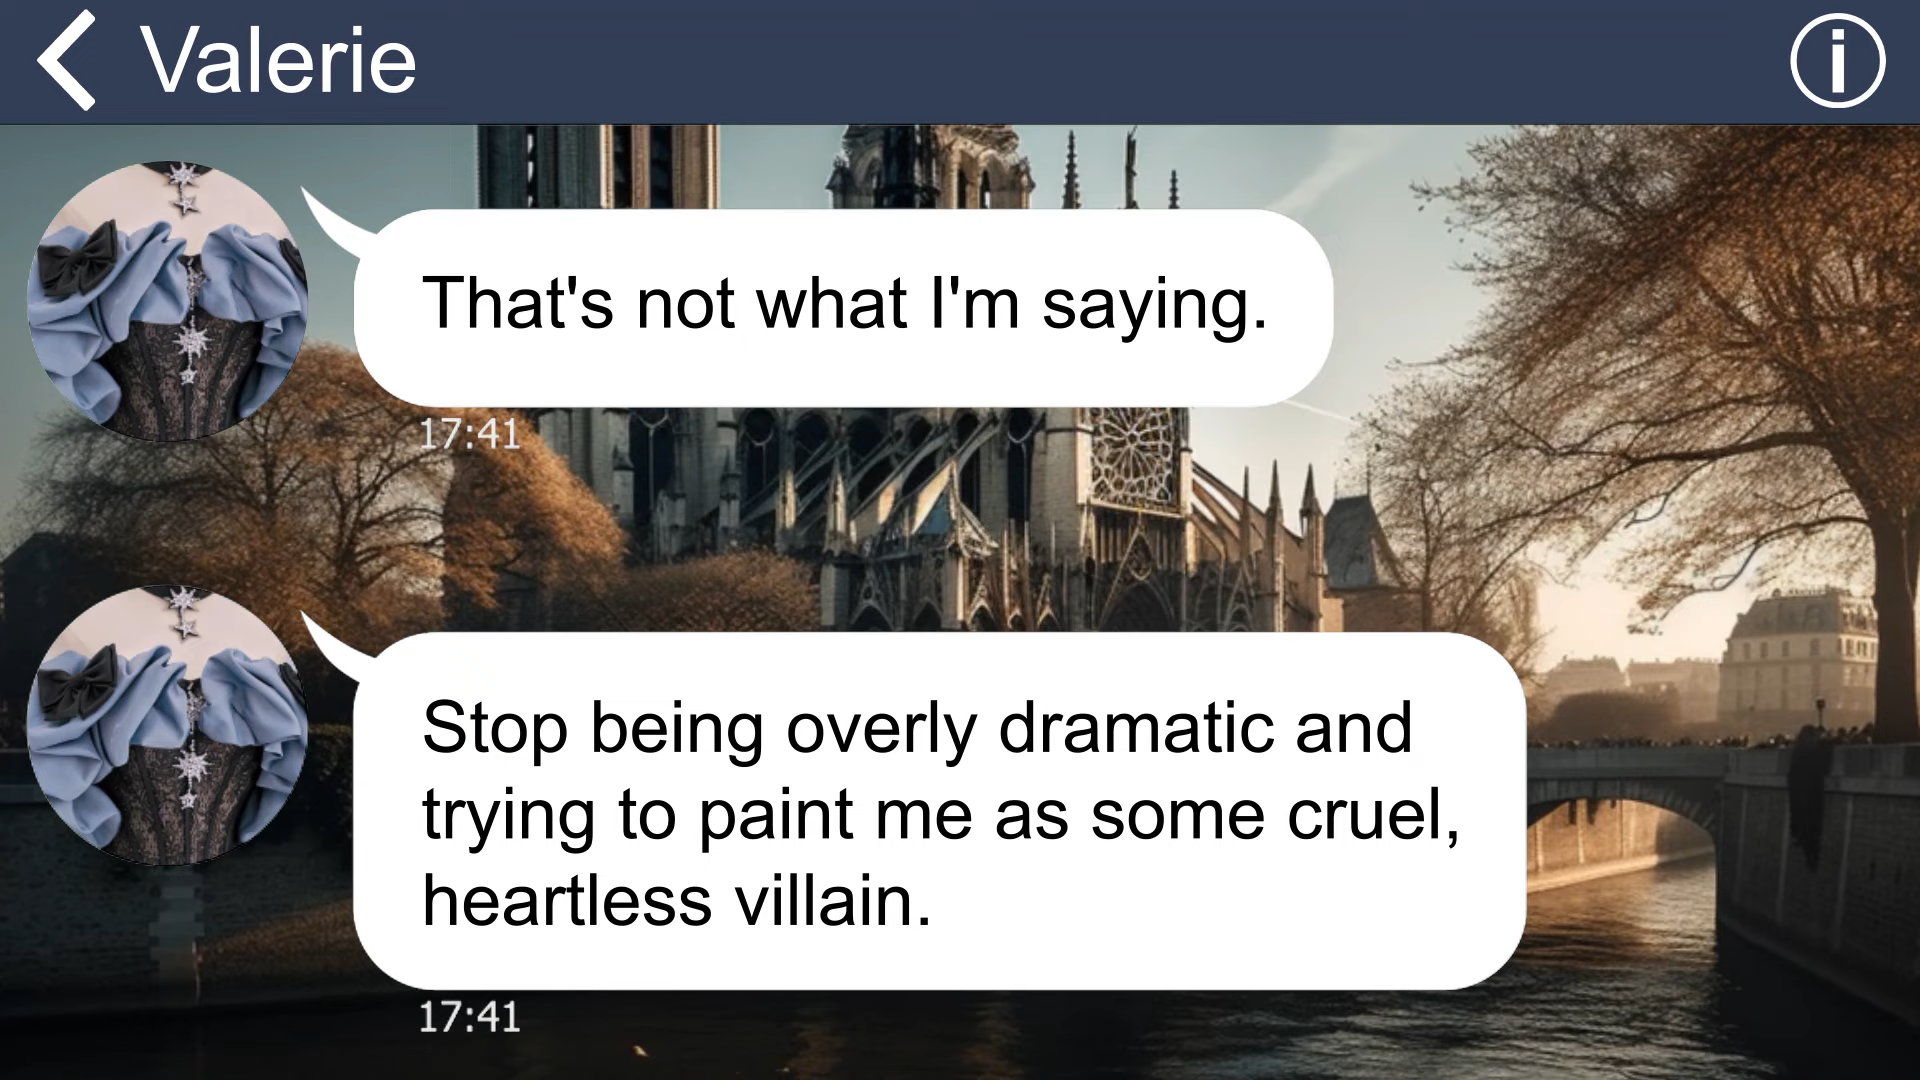 Valerie
That's not what I'm saying.
17:41
Stop being overly dramatic and
trying to paint me as some cruel,
heartless villain.
17:41